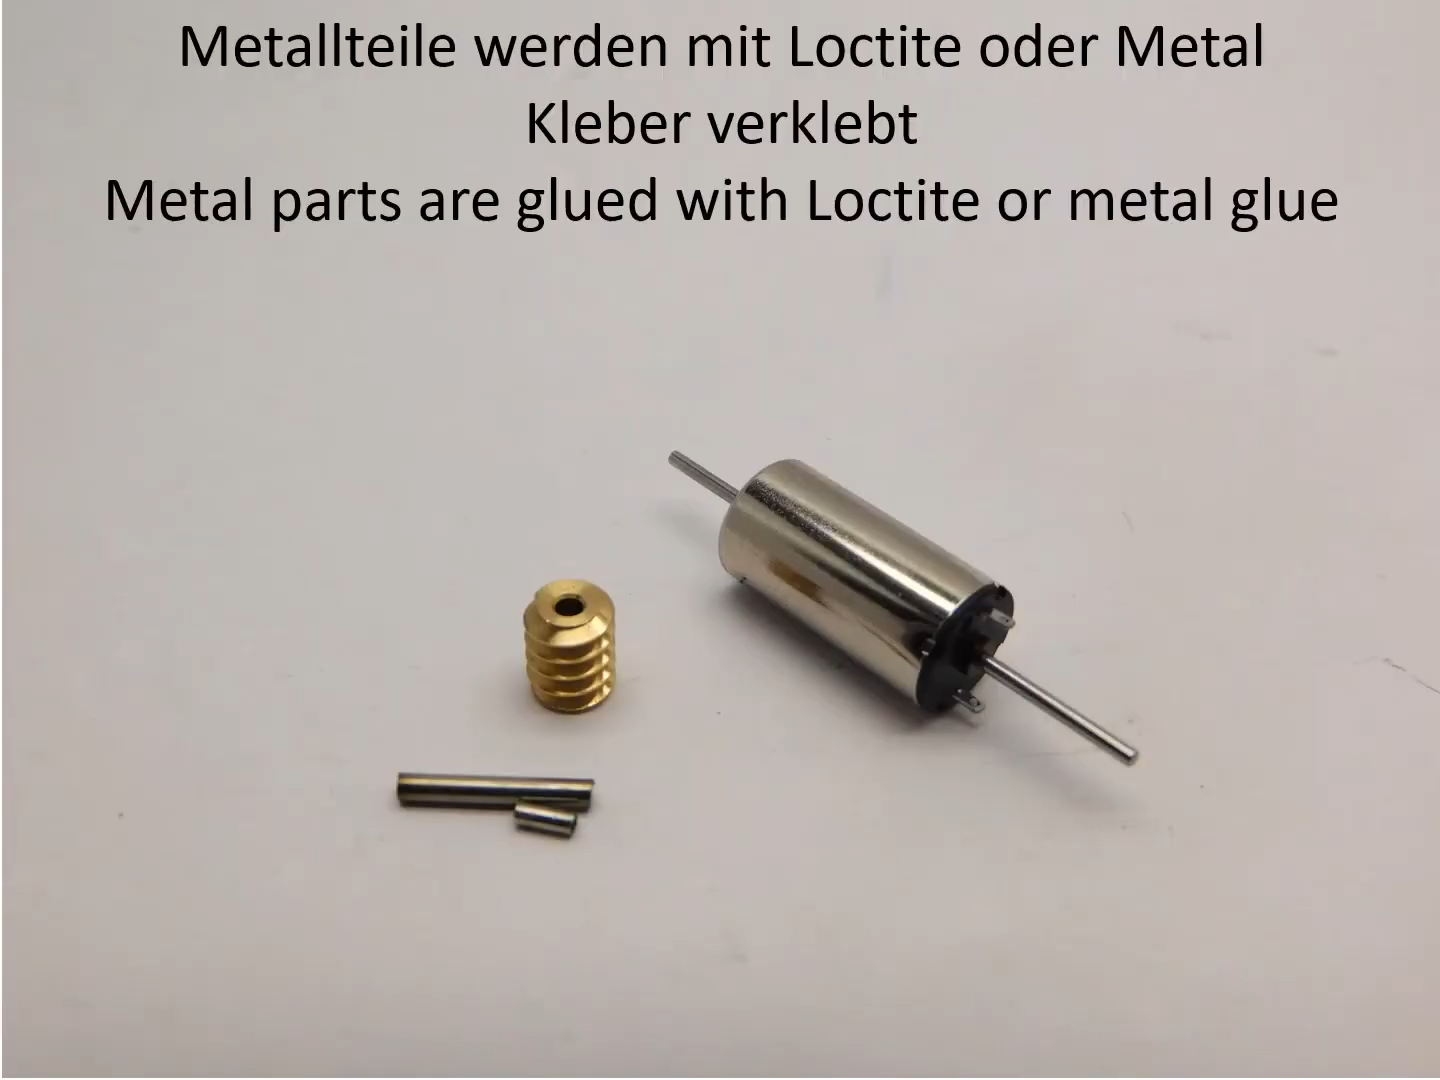 Metallteile werden mit Loctite oder Metal
Kleber verklebt
Metal parts are glued with Loctite or metal glue